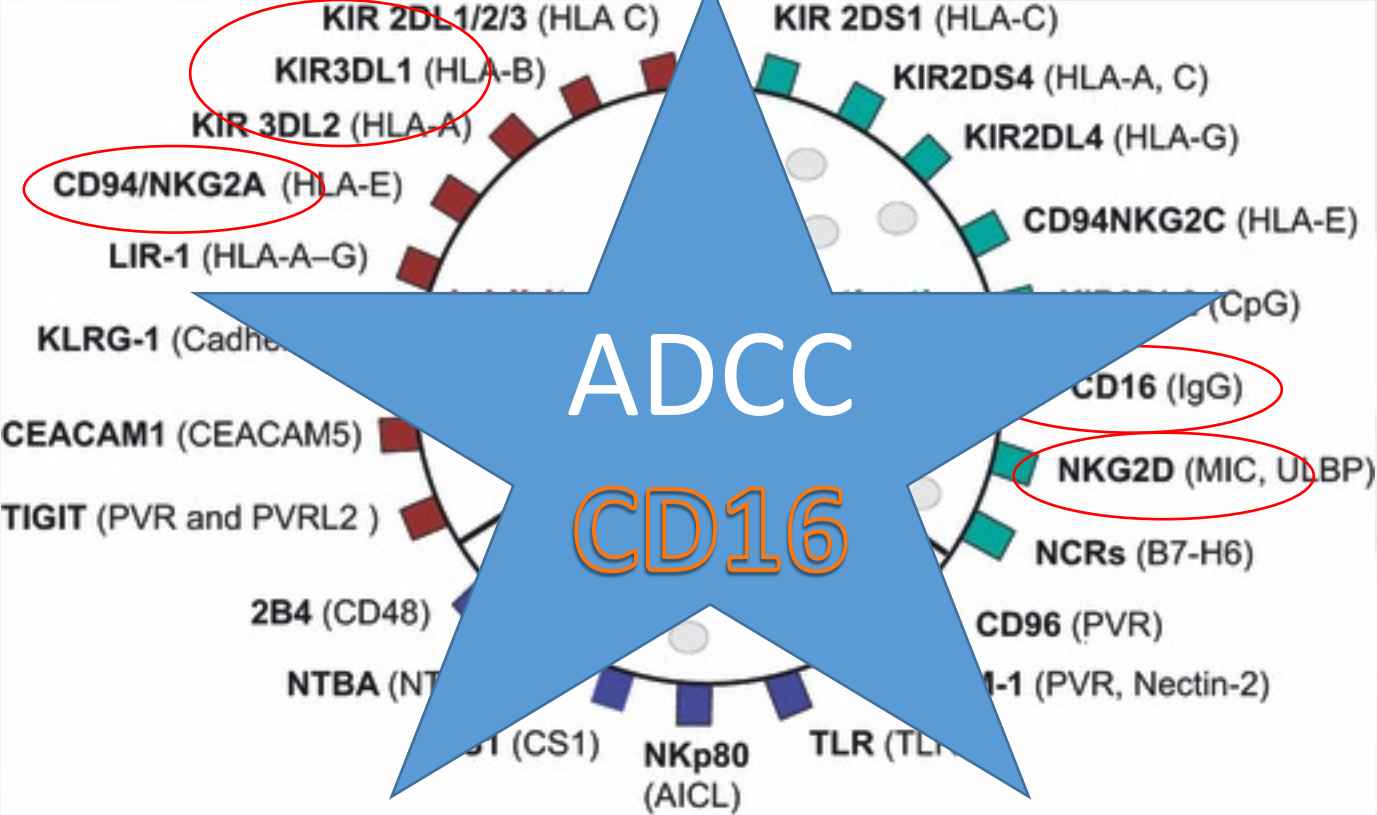 KIR 2DL1/2/3 (HLA C)
KIR3DL1 (HLA-B)
KIR 3DL2 (HLA-A)
CD94/NKG2A (HLA-E)
LIR-1 (HLA-A–G)
KLRG-1
CEACAM1 (CEACAM5)
TIGIT (PVR and PVRL2 )
2B4 (CD48)
NTBA
(CS1)
NKp80
(AICL)
TLR
KIR 2DS1 (HLA-C)
KIR2DS4 (HLA-A, C)
KIR2DL4 (HLA-G)
CD94NKG2C (HLA-E)
(CpG)
CD16 (IgG)
NKG2D (MIC, ULBP)
NCRs (B7-H6)
CD96 (PVR)
(PVR, Nectin-2)
ADCC
CD16